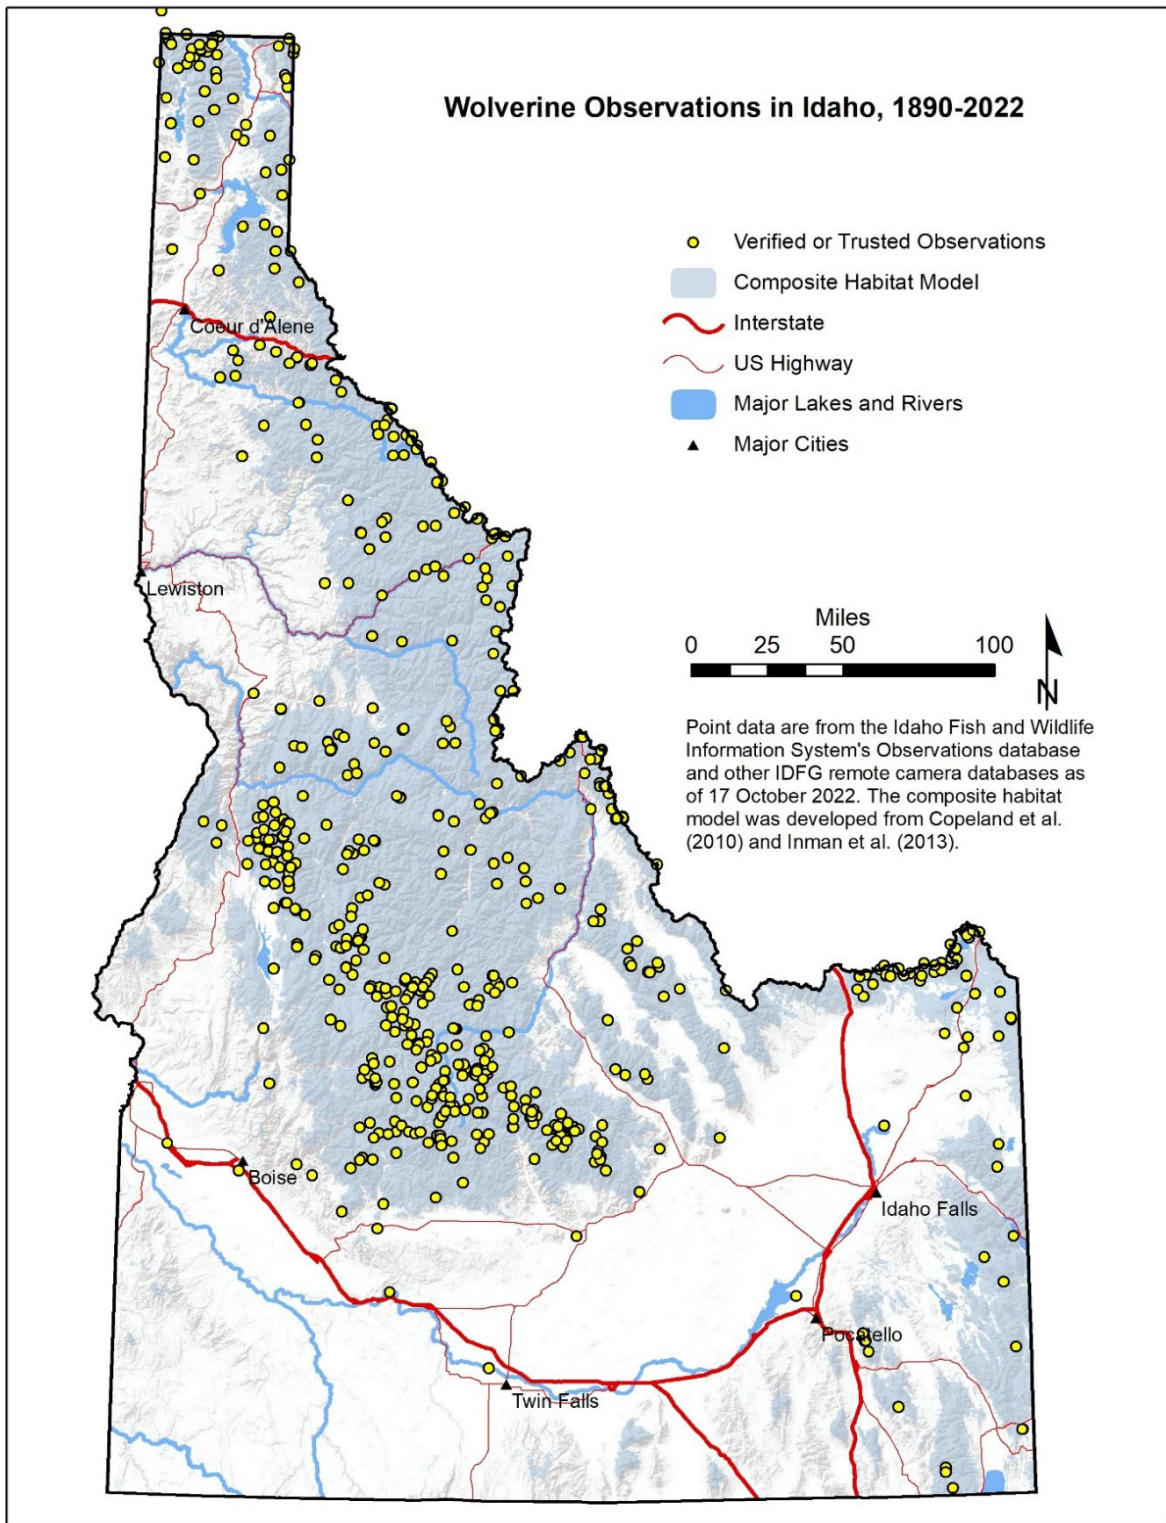 Wolverine Observations in Idaho, 1890-2022
Verified or Trusted Observations
Composite Habitat Model
Interstate
US Highway
Major Lakes and Rivers
Major Cities
Coeur d'Alene
Lewiston
Miles
0 25 50 100
N
Point data are from the Idaho Fish and Wildlife
Information System's Observations database
and other IDFG remote camera databases as
of 17 October 2022. The composite habitat
model was developed from Copeland et al.
(2010) and Inman et al. (2013).
Boise
Idaho Falls
Pocatello
Twin Falls